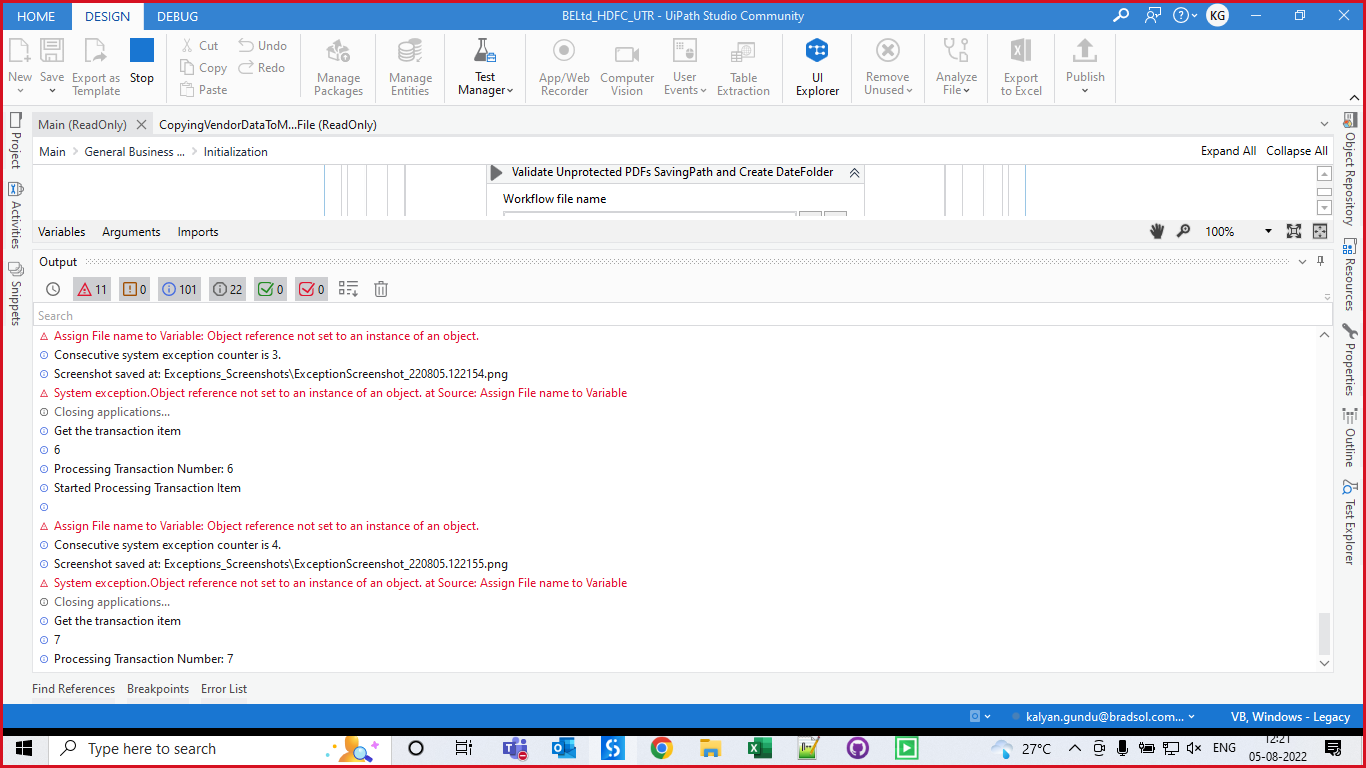 HOME DESIGN DEBUG BELtd_HDFC_UTR - UiPath Studio Community KG
New Save Export as Template Stop Cut Copy Paste Undo Redo Manage Packages Manage Entities Test Manager App/Web Recorder Computer Vision User Events Table Extraction UI Explorer Remove Unused Analyze File Export to Excel Publish
Main (ReadOnly) CopyingVendorDataToM...File (ReadOnly)
Main General Business ... Initialization Expand All Collapse All
Validate Unprotected PDFs SavingPath and Create DateFolder
Workflow file name
Variables Arguments Imports 100%
Output
11 0 101 22 0 0
Search
Assign File name to Variable: Object reference not set to an instance of an object.
Consecutive system exception counter is 3.
Screenshot saved at: Exceptions_Screenshots\ExceptionScreenshot_220805.122154.png
System exception.Object reference not set to an instance of an object. at Source: Assign File name to Variable
Closing applications...
Get the transaction item
6
Processing Transaction Number: 6
Started Processing Transaction Item
Assign File name to Variable: Object reference not set to an instance of an object.
Consecutive system exception counter is 4.
Screenshot saved at: Exceptions_Screenshots\ExceptionScreenshot_220805.122155.png
System exception.Object reference not set to an instance of an object. at Source: Assign File name to Variable
Closing applications...
Get the transaction item
7
Processing Transaction Number: 7
Find References Breakpoints Error List
Project
Activities
Snippets
Object Repository
Resources
Properties
Outline
Test Explorer
kalyan.gundu@bradsol.com... VB, Windows - Legacy
Type here to search 27°C ENG 12:21
05-08-2022